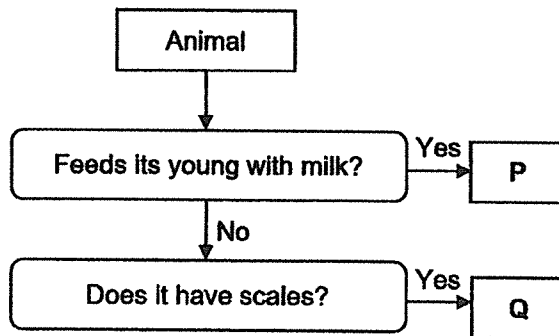 Animal
Feeds its young with milk?
Yes
P
No
Does it have scales?
Yes
Q